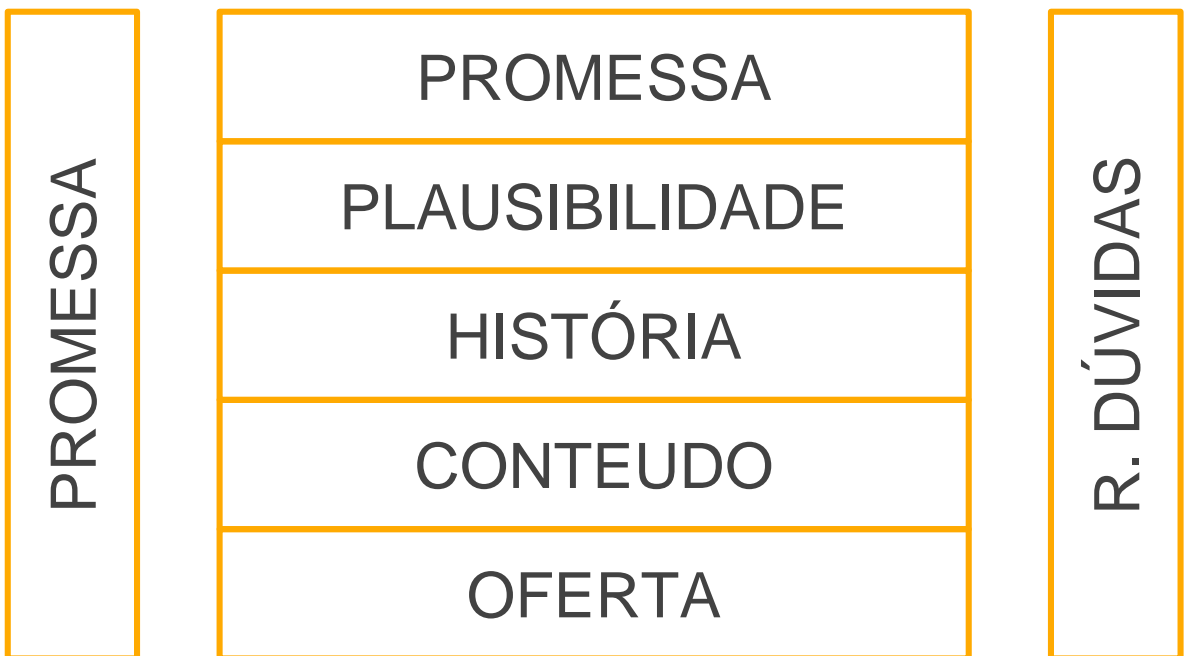 PROMESSA
PROMESSA
PLAUSIBILIDADE
HISTÓRIA
CONTEUDO
OFERTA
R. DÚVIDAS